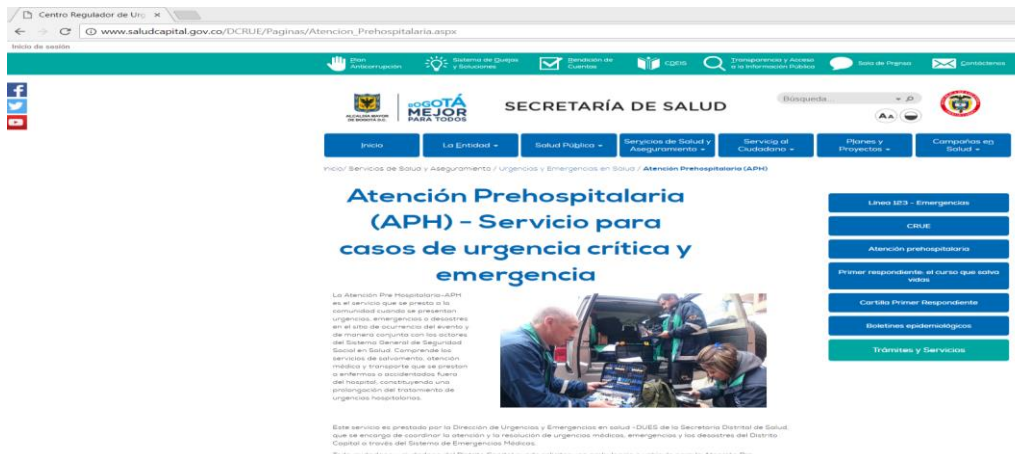 Centro Regulador de Urg
www.saludcapital.gov.co/DCRUE/Paginas/Atencion_Prehospitalaria.aspx
Inicio de sesión
Plan Anticorrupción
Sistema de Quejas y Soluciones
Rendición de Cuentas
Transparencia y Acceso a la Información Pública
Sala de Prensa
Contáctenos
ALCALDÍA MAYOR DE BOGOTÁ D.C.
BOGOTÁ
MEJOR
PARA TODOS
SECRETARÍA DE SALUD
Búsqueda...
AA
Inicio
La Entidad
Salud Pública
Servicios de Salud y Aseguramiento
Servicio al Ciudadano
Planes y Proyectos
Campañas en Salud
Inicio/ Servicios de Salud y Aseguramiento / Urgencias y Emergencias en Salud / Atención Prehospitalaria (APH)
Atención Prehospitalaria
(APH) - Servicio para
casos de urgencia crítica y
emergencia
La Atención Pre Hospitalaria-APH
es el servicio que se presta a la
comunidad cuando se presentan
urgencias, emergencias o desastres
en el sitio de ocurrencia del evento y
de manera conjunta con los actores
del Sistema General de Seguridad
Social en Salud. Comprende los
servicios de salvamento, atención
médica y transporte que se prestan
a enfermos o accidentados fuera
del hospital, constituyendo una
prolongación del tratamiento de
urgencias hospitalarias.
Línea 123 - Emergencias
CRUE
Atención prehospitalaria
Primer respondiente: el curso que salva
vidas
Cartilla Primer Respondiente
Boletines epidemiológicos
Trámites y Servicios
Este servicio es prestado por la Dirección de Urgencias y Emergencias en salud -DUES de la Secretaría Distrital de Salud,
que se encarga de coordinar la atención y la resolución de urgencias médicas, emergencias y los desastres del Distrito
Capital a través del Sistema de Emergencias Médicas.